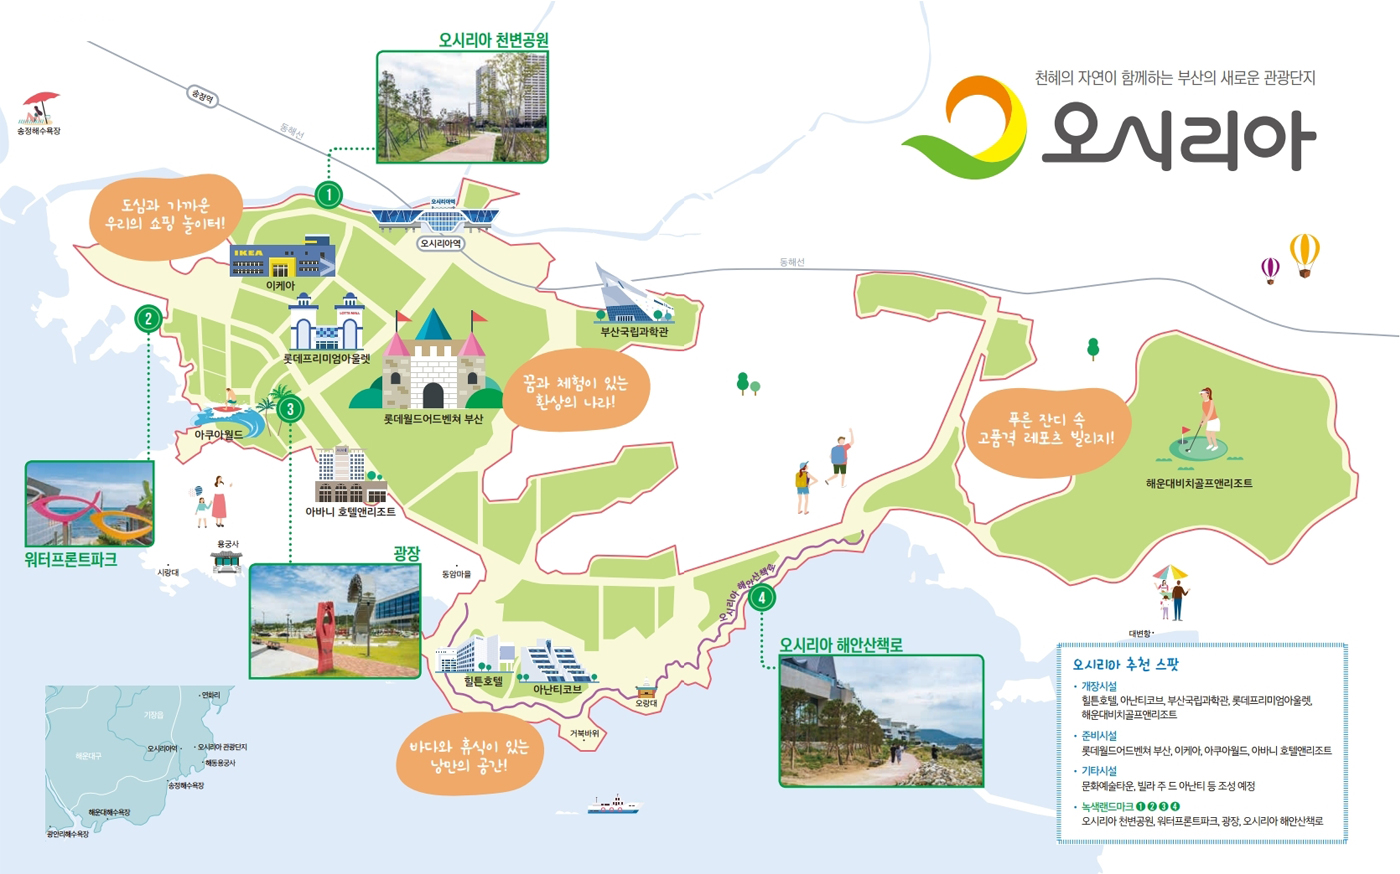 오시리아 천변공원
천혜의 자연이 함께하는 부산의 새로운 관광단지
오시리아
송정역
동해선
송정해수욕장
1
도심과 가까운
우리의 쇼핑 놀이터!
오시리아역
오시리아역
IKEA
이케아
동해선
부산국립과학관
2
LOTTE MALL
롯데프리미엄아울렛
롯데월드어드벤쳐 부산
꿈과 체험이 있는
환상의 나라!
3
아쿠아월드
푸른 잔디 속
고품격 레포츠 빌리지!
해운대비치골프앤리조트
아바니 호텔앤리조트
워터프론트파크
용궁사
시랑대
광장
동암마을
오시리아 해안산책로
4
오시리아 해안산책로
힐튼호텔
아난티코브
오랑대
거북바위
바다와 휴식이 있는
낭만의 공간!
대변항
연화리
기장읍
해운대구
오시리아역
오시리아 관광단지
해동용궁사
송정해수욕장
해운대해수욕장
광안리해수욕장
오시리아 추천 스팟
· 개장시설
힐튼호텔, 아난티코브, 부산국립과학관, 롯데프리미엄아울렛,
해운대비치골프앤리조트
· 준비시설
롯데월드어드벤쳐 부산, 이케아, 아쿠아월드, 아바니 호텔앤리조트
· 기타시설
문화예술타운, 빌라 주 드 아난티 등 조성 예정
· 녹색랜드마크 1 2 3 4
오시리아 천변공원, 워터프론트파크, 광장, 오시리아 해안산책로